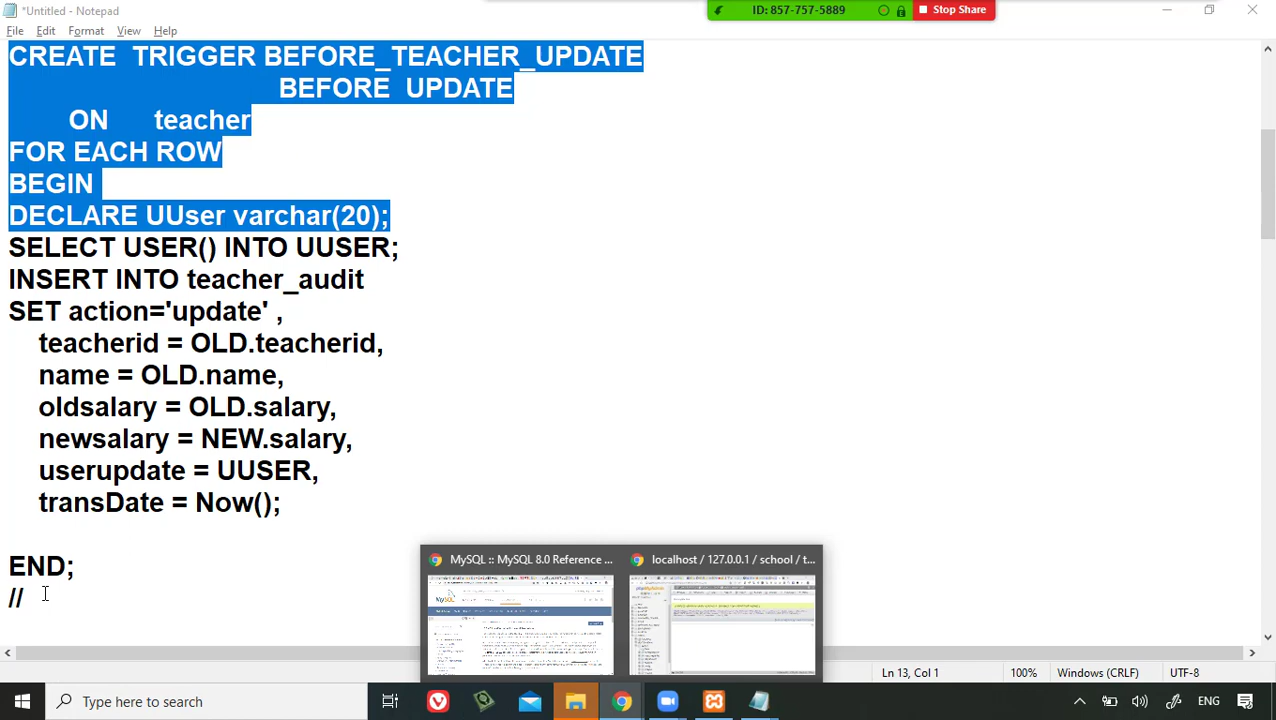 *Untitled - Notepad
ID: 857-757-5889
Stop Share
File Edit Format View Help
CREATE  TRIGGER BEFORE_TEACHER_UPDATE
BEFORE  UPDATE
ON      teacher
FOR EACH ROW
BEGIN
DECLARE UUser varchar(20);
SELECT USER() INTO UUSER;
INSERT INTO teacher_audit
SET action='update' ,
teacherid = OLD.teacherid,
name = OLD.name,
oldsalary = OLD.salary,
newsalary = NEW.salary,
userupdate = UUSER,
transDate = Now();
END;
//
MySQL :: MySQL 8.0 Reference ...
localhost / 127.0.0.1 / school / t...
MySQL
Ln 13, Col 1
100%
Windows (CRLF)
UTF-8
Type here to search
ENG